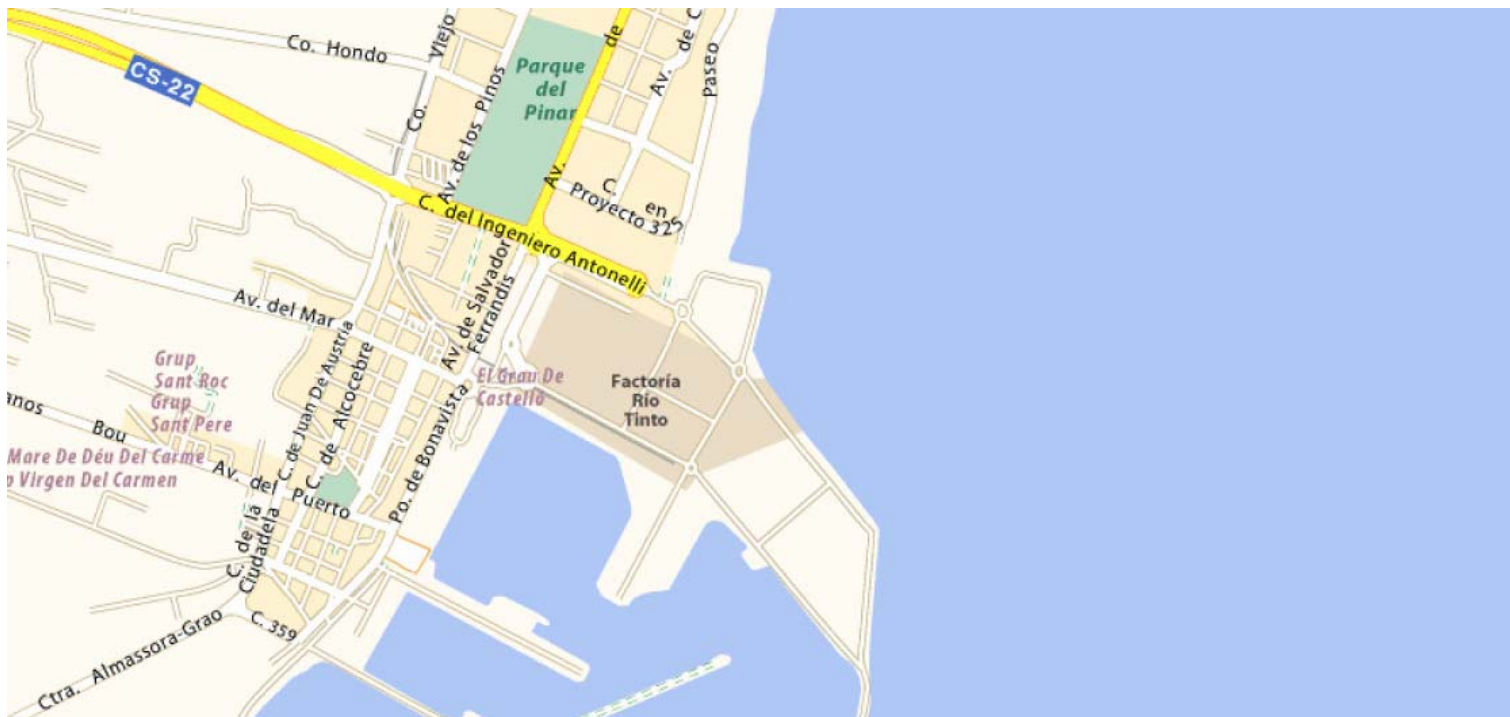 Co. Hondo
Co. Viejo
Av. de los Pinos
Parque
del
Pinar
Av. de
Av. de C
Paseo
CS-22
C. en
Proyecto 325
C. del Ingeniero Antonelli
Av. de Salvador
Ferrandis
Av. del Mar
C. de Juan De Austria
C. de Alcocebre
Grup
Sant Roc
Grup
Sant Pere
El Grau De
Castelló
Factoría
Río
Tinto
anos Bou
Av. del Puerto
Po. de Bonavista
Mare De Déu Del Carme
Virgen Del Carmen
C. de la
Ciudadela
C. 359
Ctra. Almassora-Grao